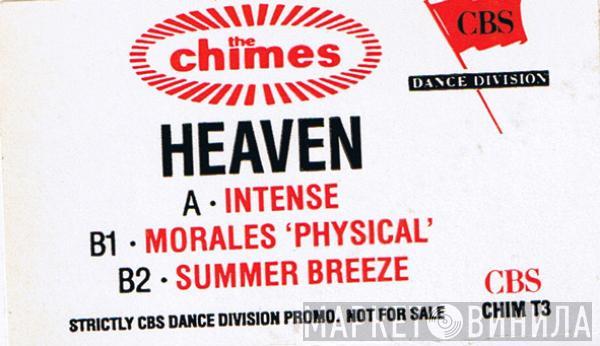 the
chimes
CBS
DANCE DIVISION
HEAVEN
A · INTENSE
B1 · MORALES 'PHYSICAL'
B2 · SUMMER BREEZE
CBS
CHIM T3
STRICTLY CBS DANCE DIVISION PROMO. NOT FOR SALE
МАРКЕТ ВИНИЛА